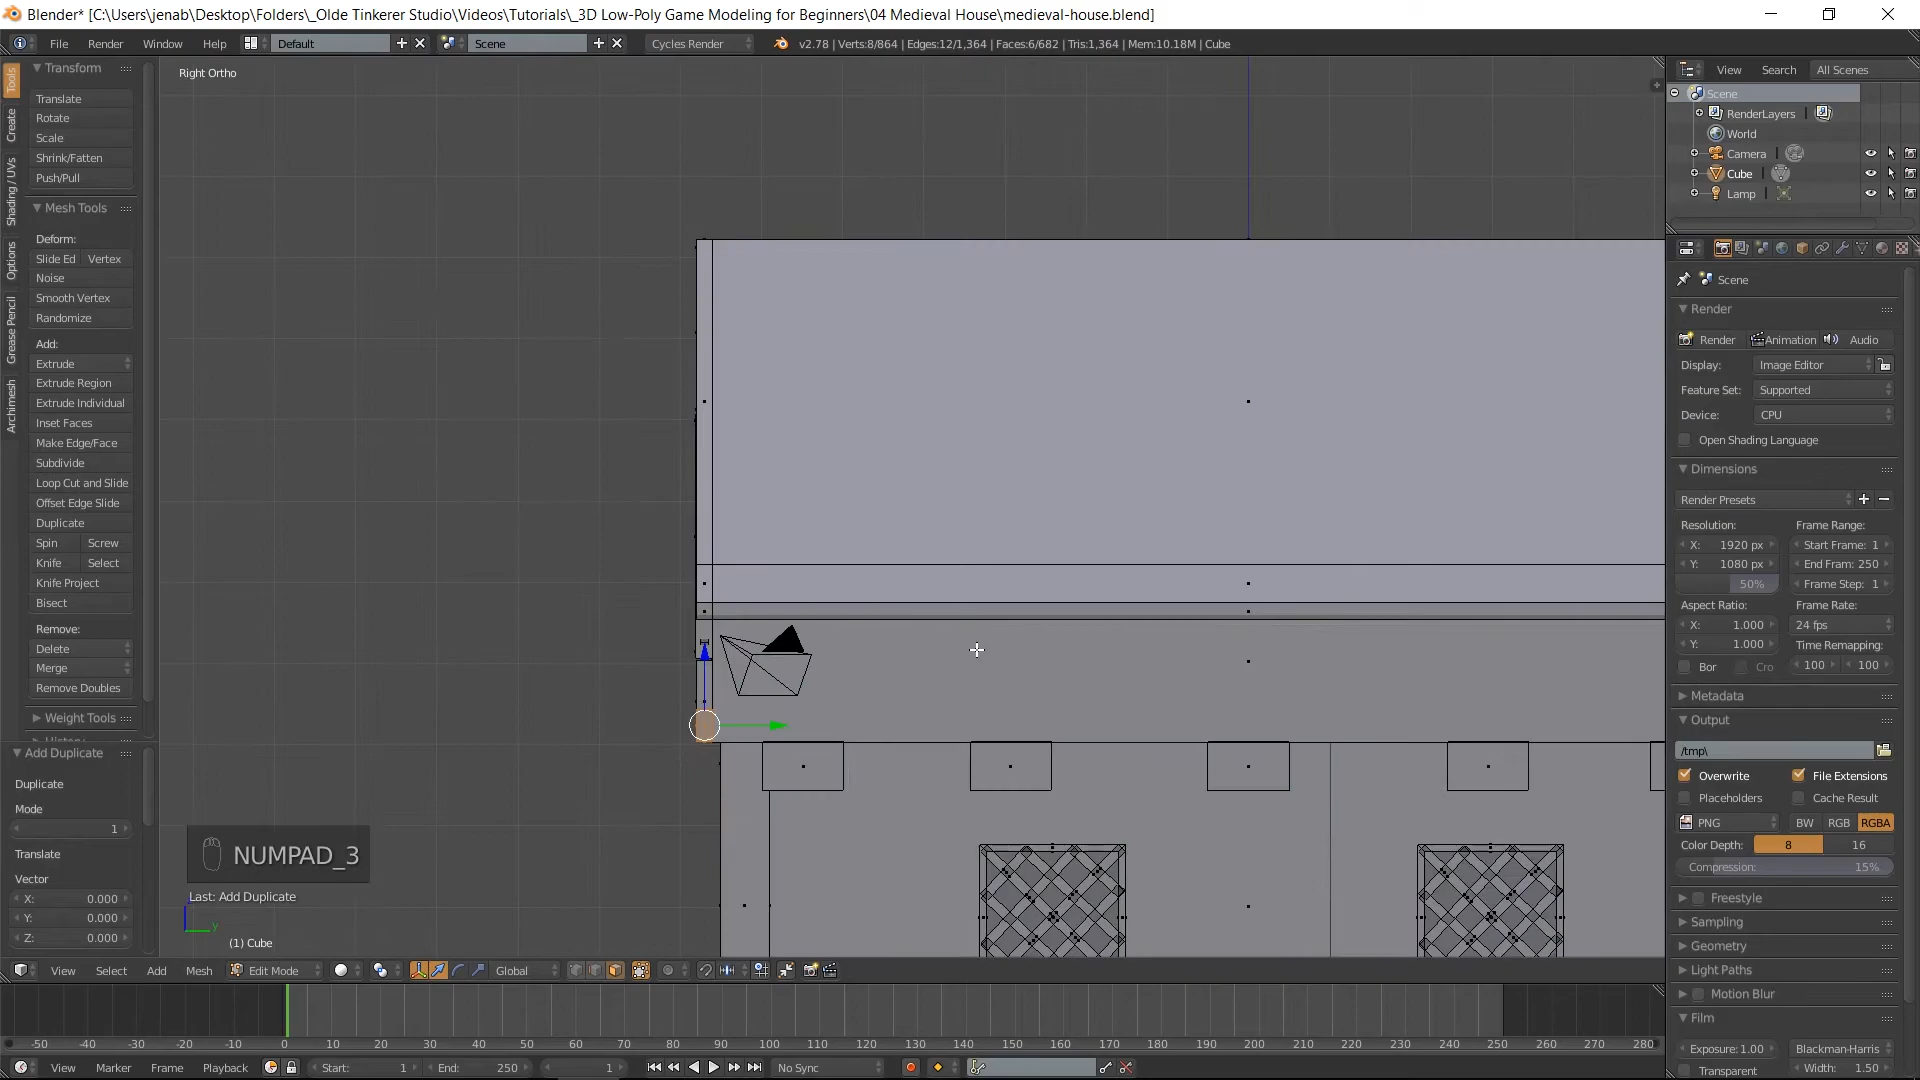 Blender* [C:\Users\jenab\Desktop\Folders\_Olde Tinkerer Studio\Videos\Tutorials\_3D Low-Poly Game Modeling for Beginners\04 Medieval House\medieval-house.blend]
File Render Window Help Default Scene Cycles Render v2.78 | Verts:8/864 | Edges:12/1,364 | Faces:6/682 | Tris:1,364 | Mem:10.18M | Cube
Tools
Create
Shading / UVs
Options
Grease Pencil
Archimesh
Transform
Translate
Rotate
Scale
Shrink/Fatten
Push/Pull
Mesh Tools
Deform:
Slide Ed Vertex
Noise
Smooth Vertex
Randomize
Add:
Extrude
Extrude Region
Extrude Individual
Inset Faces
Make Edge/Face
Subdivide
Loop Cut and Slide
Offset Edge Slide
Duplicate
Spin Screw
Knife Select
Knife Project
Bisect
Remove:
Delete
Merge
Remove Doubles
Weight Tools
Add Duplicate
Duplicate
Mode
1
Translate
Vector
X: 0.000
Y: 0.000
Z: 0.000
Right Ortho
NUMPAD_3
Last: Add Duplicate
y
(1) Cube
View Select Add Mesh Edit Mode Global
-50 -40 -30 -20 -10 0 10 20 30 40 50 60 70 80 90 100 110 120 130 140 150 160 170 180 190 200 210 220 230 240 250 260 270 280
View Marker Frame Playback Start: 1 End: 250 1 No Sync
View Search All Scenes
Scene
RenderLayers |
World
Camera |
Cube
Lamp |
Scene
Render
Render Animation Audio
Display: Image Editor
Feature Set: Supported
Device: CPU
Open Shading Language
Dimensions
Render Presets
Resolution: Frame Range:
X: 1920 px Start Frame: 1
Y: 1080 px End Fram: 250
50% Frame Step: 1
Aspect Ratio: Frame Rate:
X: 1.000 24 fps
Y: 1.000 Time Remapping:
Bor Cro 100 100
Metadata
Output
/tmp\
Overwrite File Extensions
Placeholders Cache Result
PNG BW RGB RGBA
Color Depth: 8 16
Compression: 15%
Freestyle
Sampling
Geometry
Light Paths
Motion Blur
Film
Exposure: 1.00 Blackman-Harris
Transparent Width: 1.50